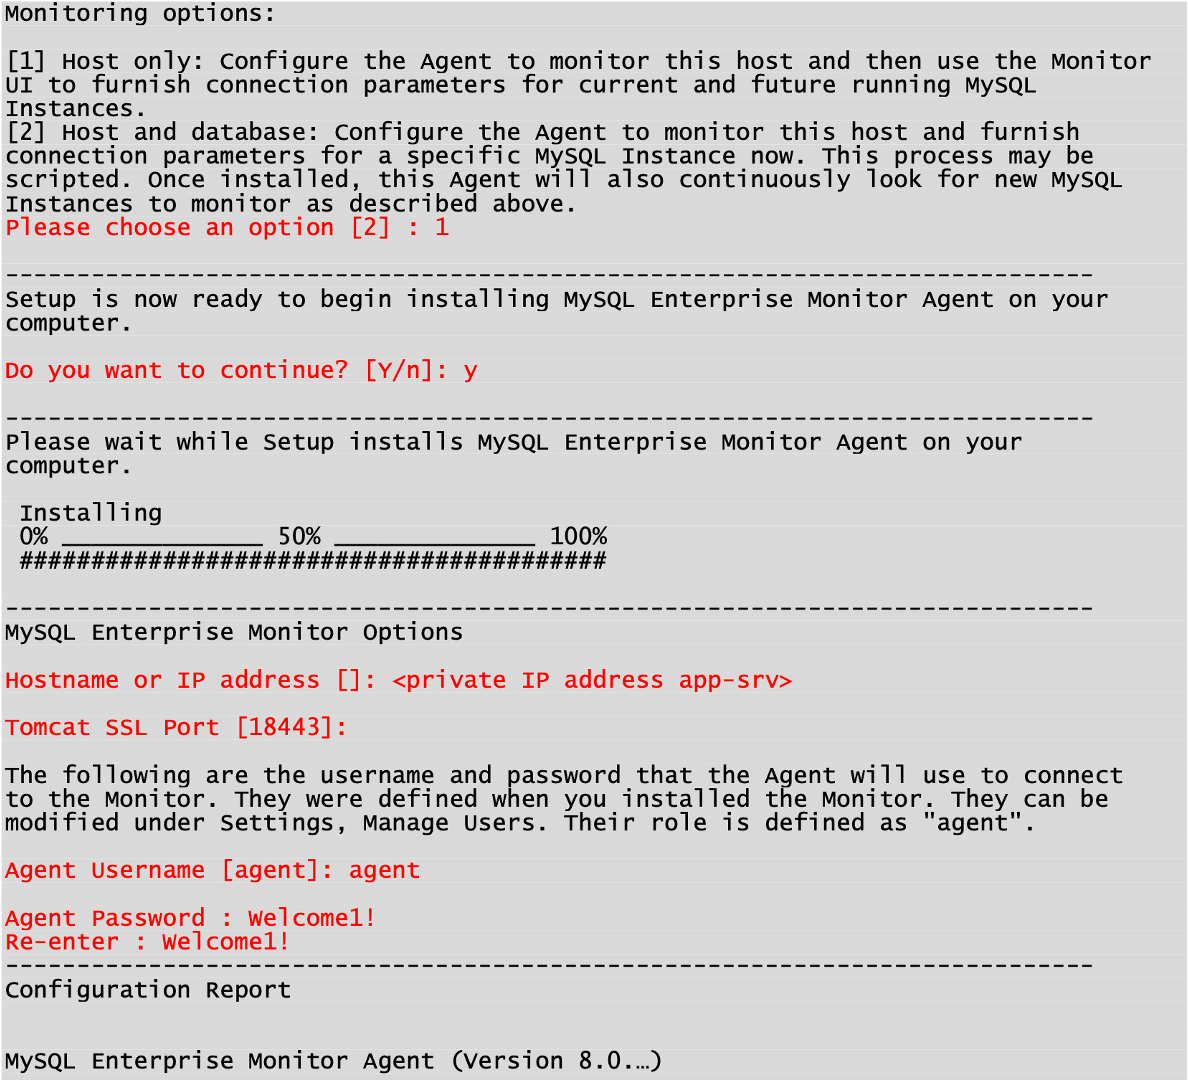 Monitoring options:
[1] Host only: Configure the Agent to monitor this host and then use the Monitor
UI to furnish connection parameters for current and future running MySQL
Instances.
[2] Host and database: Configure the Agent to monitor this host and furnish
connection parameters for a specific MySQL Instance now. This process may be
scripted. Once installed, this Agent will also continuously look for new MySQL
Instances to monitor as described above.
Please choose an option [2] : 1
----------------------------------------------------------------------------
Setup is now ready to begin installing MySQL Enterprise Monitor Agent on your
computer.
Do you want to continue? [Y/n]: y
----------------------------------------------------------------------------
Please wait while Setup installs MySQL Enterprise Monitor Agent on your
computer.
Installing
0% ______________ 50% ______________ 100%
#########################################
----------------------------------------------------------------------------
MySQL Enterprise Monitor Options
Hostname or IP address []: <private IP address app-srv>
Tomcat SSL Port [18443]:
The following are the username and password that the Agent will use to connect
to the Monitor. They were defined when you installed the Monitor. They can be
modified under Settings, Manage Users. Their role is defined as "agent".
Agent Username [agent]: agent
Agent Password : Welcome1!
Re-enter : Welcome1!
----------------------------------------------------------------------------
Configuration Report
MySQL Enterprise Monitor Agent (Version 8.0.…)